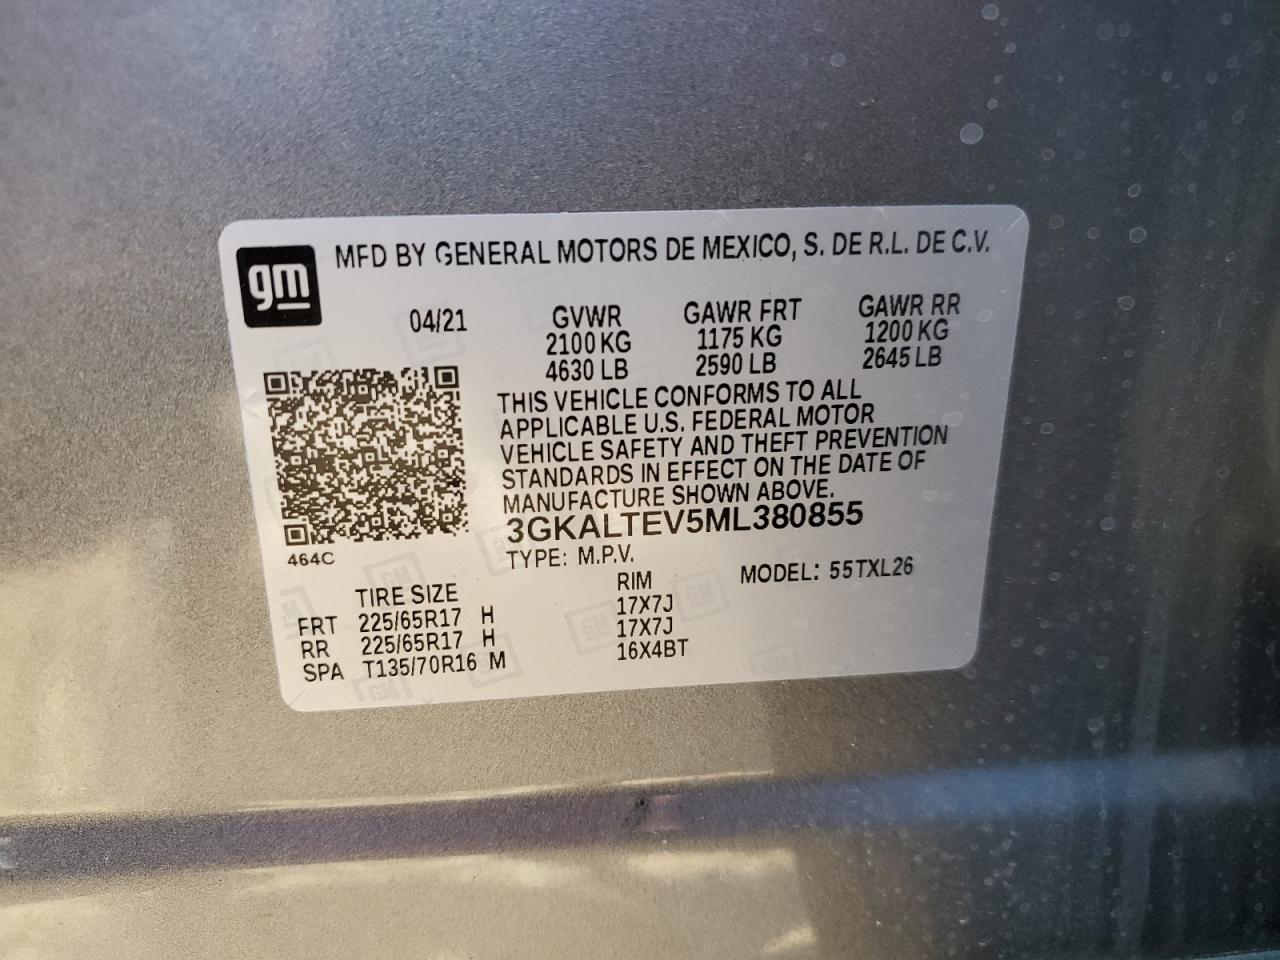 gm
MFD BY GENERAL MOTORS DE MEXICO, S. DE R.L. DE C.V.
04/21 GVWR GAWR FRT GAWR RR
2100 KG 1175 KG 1200 KG
4630 LB 2590 LB 2645 LB
THIS VEHICLE CONFORMS TO ALL
APPLICABLE U.S. FEDERAL MOTOR
VEHICLE SAFETY AND THEFT PREVENTION
STANDARDS IN EFFECT ON THE DATE OF
MANUFACTURE SHOWN ABOVE.
3GKALTEV5ML380855
464C
TYPE: M.P.V. MODEL: 55TXL26
TIRE SIZE RIM
FRT 225/65R17 H 17X7J
RR 225/65R17 H 17X7J
SPA T135/70R16 M 16X4BT